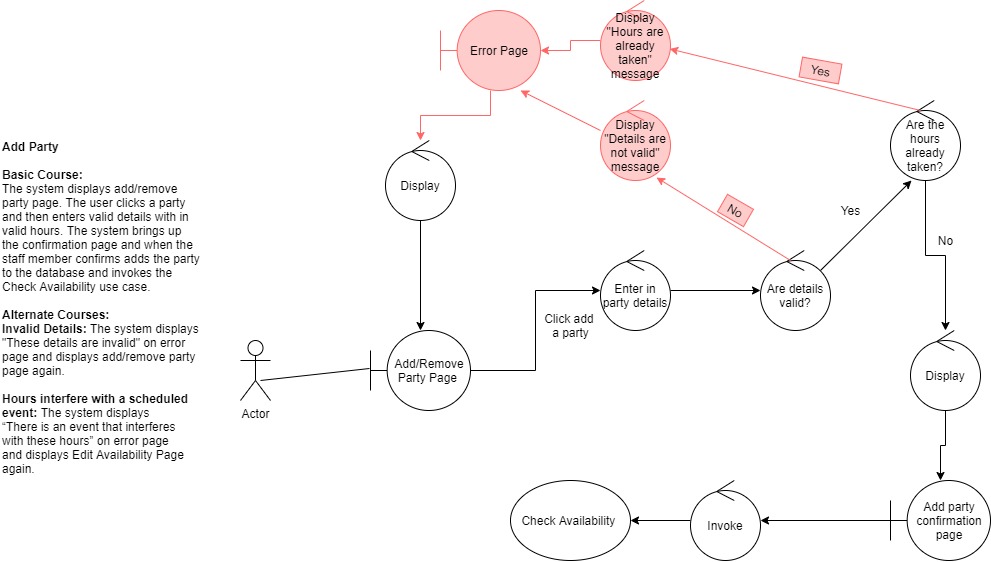 Add Party
Basic Course:
The system displays add/remove
party page. The user clicks a party
and then enters valid details with in
valid hours. The system brings up
the confirmation page and when the
staff member confirms adds the party
to the database and invokes the
Check Availability use case.
Alternate Courses:
Invalid Details: The system displays
"These details are invalid" on error
page and displays add/remove party
page again.
Hours interfere with a scheduled
event: The system displays
“There is an event that interferes
with these hours” on error page
and displays Edit Availability Page
again.
Error Page
Display
"Hours are
already
taken"
message
Yes
Display
"Details are
not valid"
message
Are the
hours
already
taken?
Display
No
Yes
No
Enter in
party details
Are details
valid?
Click add
a party
Add/Remove
Party Page
Actor
Display
Check Availability
Invoke
Add party
confirmation
page